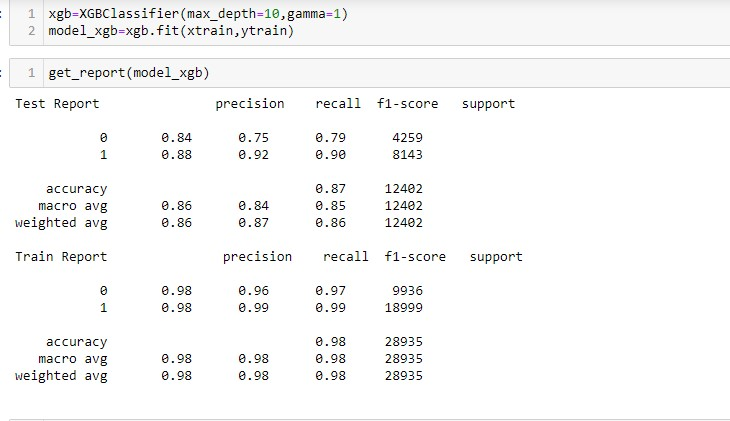 1 xgb=XGBClassifier(max_depth=10,gamma=1)
2 model_xgb=xgb.fit(xtrain,ytrain)
1 get_report(model_xgb)
Test Report precision recall f1-score support
0 0.84 0.75 0.79 4259
1 0.88 0.92 0.90 8143
accuracy 0.87 12402
macro avg 0.86 0.84 0.85 12402
weighted avg 0.86 0.87 0.86 12402
Train Report precision recall f1-score support
0 0.98 0.96 0.97 9936
1 0.98 0.99 0.99 18999
accuracy 0.98 28935
macro avg 0.98 0.98 0.98 28935
weighted avg 0.98 0.98 0.98 28935